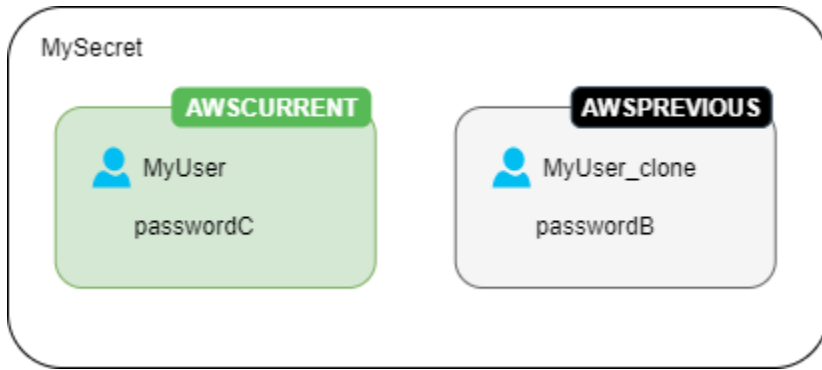 MySecret
AWSCURRENT
MyUser
passwordC
AWSPREVIOUS
MyUser_clone
passwordB